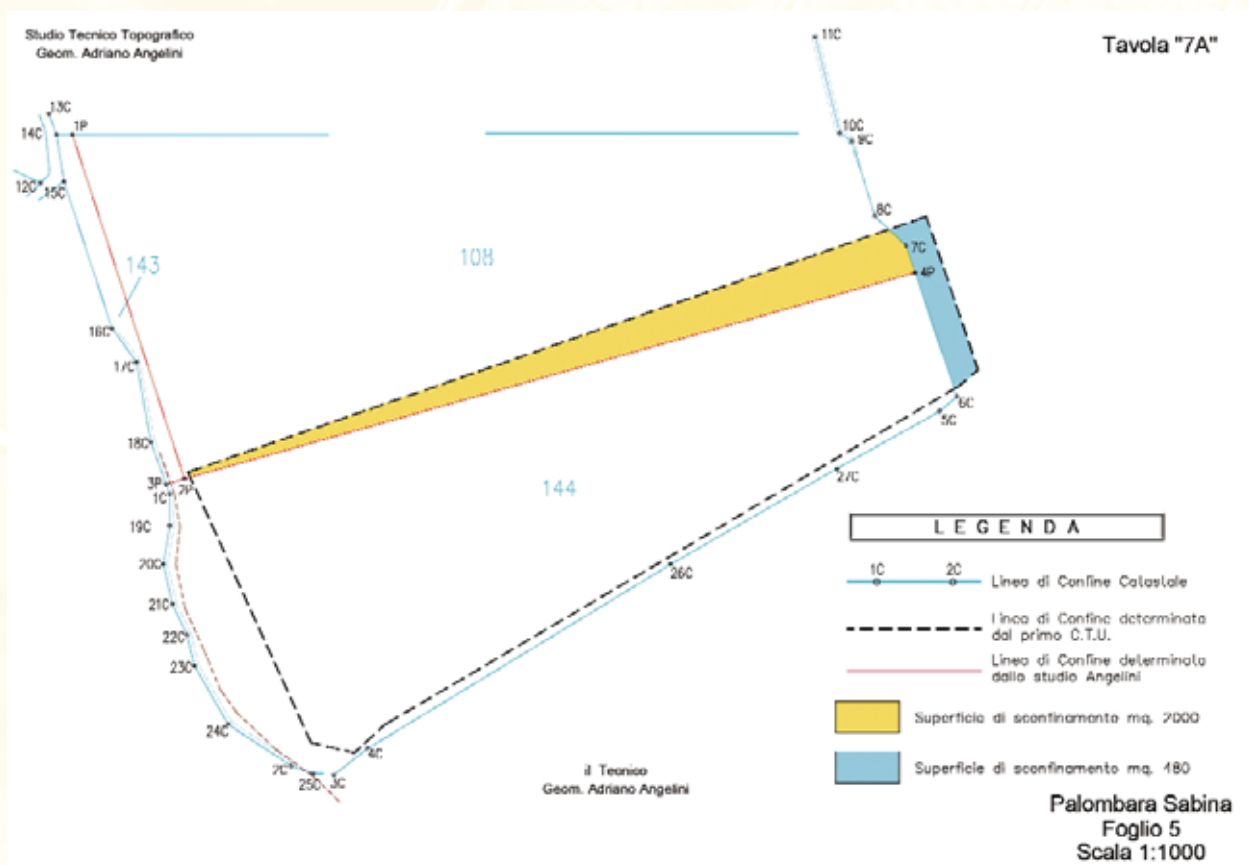 Studio Tecnico Topografico
Geom. Adriano Angelini
Tavola "7A"
11C
13C
14C
1P
10C
9C
12C
15C
8C
7C
143
108
4P
16C
17C
6C
5C
18C
27C
3P
2P
1C
144
19C
LEGENDA
20C
26C
1C
2C
Linea di Confine Catastale
21C
Linea di Confine determinata
dal primo C.T.U.
22C
23C
Linea di Confine determinata
dallo studio Angelini
24C
Superficie di sconfinamento mq. 2000
4C
2C
25C
3C
Superficie di sconfinamento mq. 480
il Tecnico
Geom. Adriano Angelini
Palombara Sabina
Foglio 5
Scala 1:1000